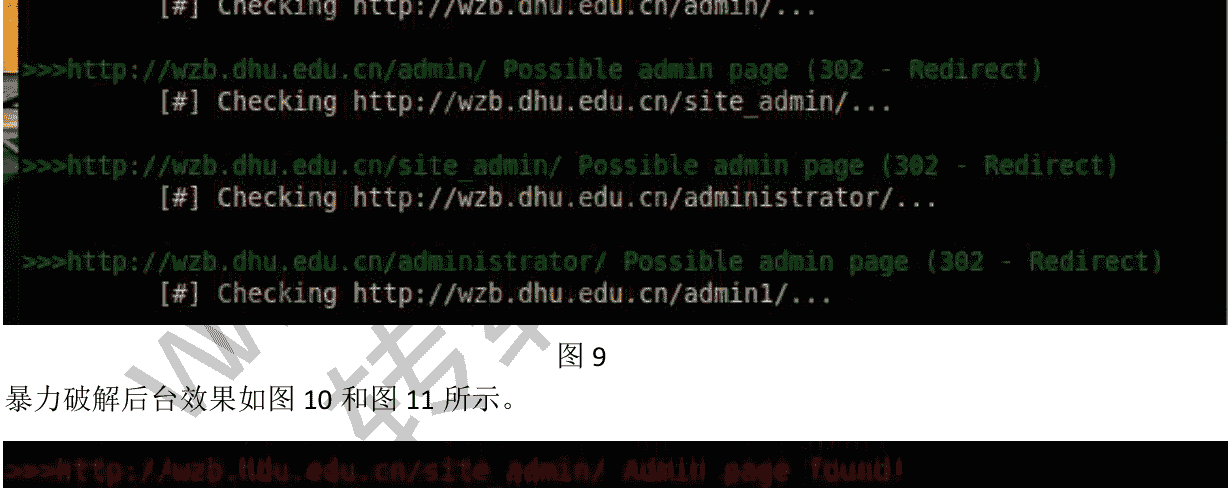 [#] Checking http://wzb.dhu.edu.cn/admin/...
>>>http://wzb.dhu.edu.cn/admin/ Possible admin page (302 - Redirect)
[#] Checking http://wzb.dhu.edu.cn/site_admin/...
>>>http://wzb.dhu.edu.cn/site_admin/ Possible admin page (302 - Redirect)
[#] Checking http://wzb.dhu.edu.cn/administrator/...
>>>http://wzb.dhu.edu.cn/administrator/ Possible admin page (302 - Redirect)
[#] Checking http://wzb.dhu.edu.cn/admin1/...
图 9
暴力破解后台效果如图 10 和图 11 所示。
>>>http://wzb.dhu.edu.cn/site_admin/ Admin page found!